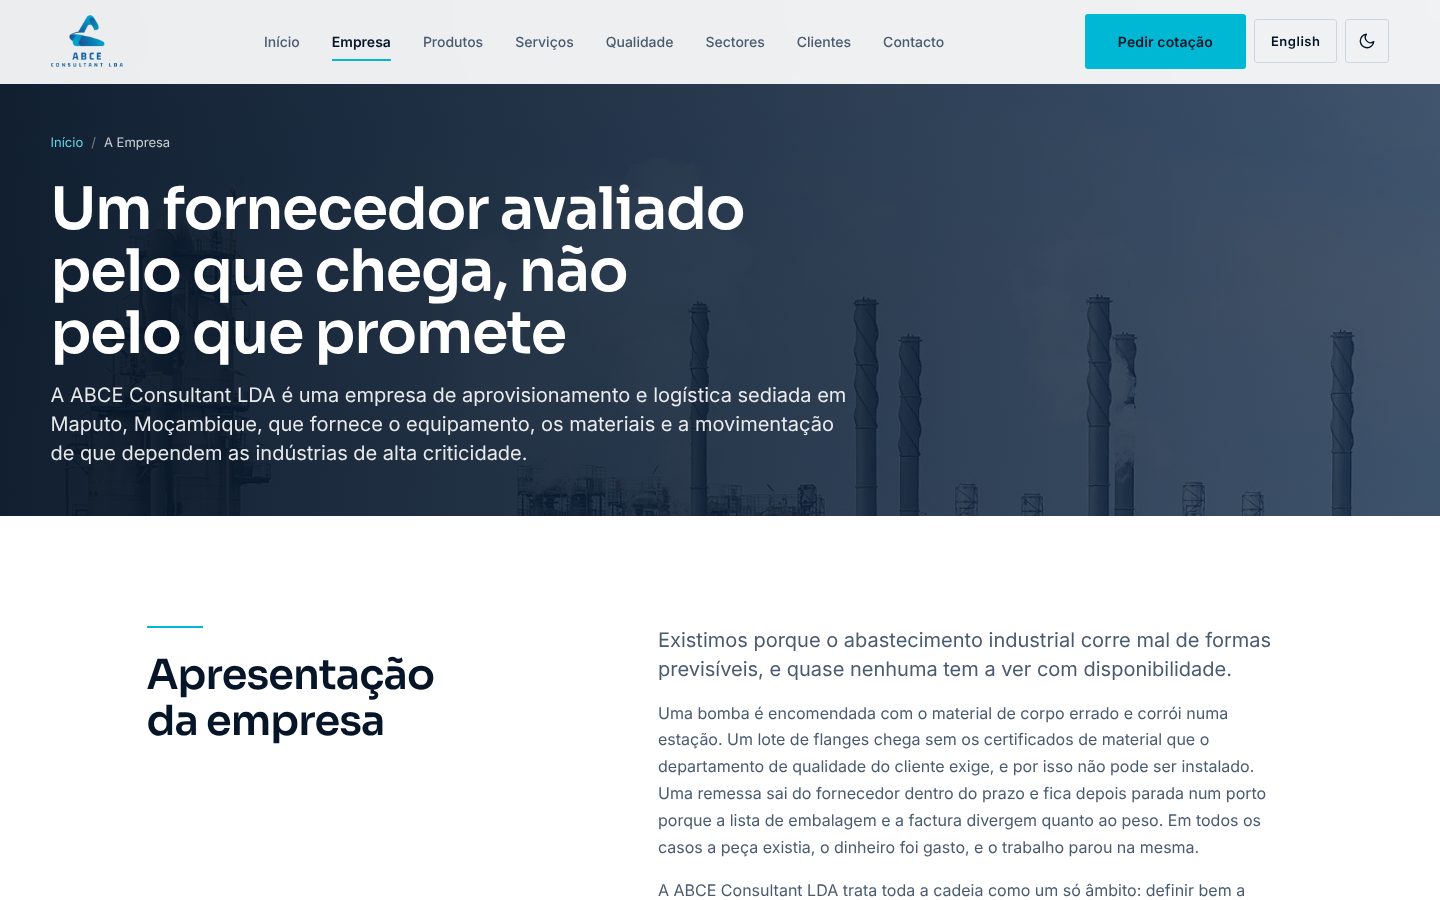 ABCE
CONSULTANT LDA
Início
Empresa
Produtos
Serviços
Qualidade
Sectores
Clientes
Contacto
Pedir cotação
English
Início / A Empresa
Um fornecedor avaliado
pelo que chega, não
pelo que promete
A ABCE Consultant LDA é uma empresa de aprovisionamento e logística sediada em
Maputo, Moçambique, que fornece o equipamento, os materiais e a movimentação
de que dependem as indústrias de alta criticidade.
Apresentação
da empresa
Existimos porque o abastecimento industrial corre mal de formas
previsíveis, e quase nenhuma tem a ver com disponibilidade.
Uma bomba é encomendada com o material de corpo errado e corrói numa
estação. Um lote de flanges chega sem os certificados de material que o
departamento de qualidade do cliente exige, e por isso não pode ser instalado.
Uma remessa sai do fornecedor dentro do prazo e fica depois parada num porto
porque a lista de embalagem e a factura divergem quanto ao peso. Em todos os
casos a peça existia, o dinheiro foi gasto, e o trabalho parou na mesma.
A ABCE Consultant LDA trata toda a cadeia como um só âmbito: definir bem a